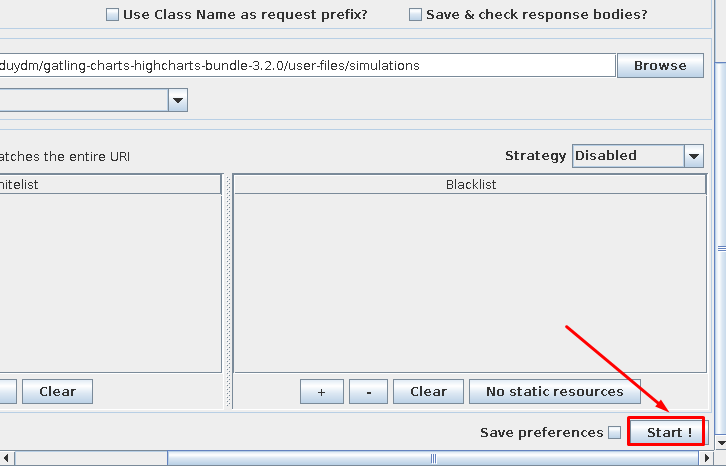 Use Class Name as request prefix? Save & check response bodies?
duydm/gatling-charts-highcharts-bundle-3.2.0/user-files/simulations Browse
atches the entire URI Strategy Disabled
itelist Blacklist
Clear + - Clear No static resources
Save preferences Start !